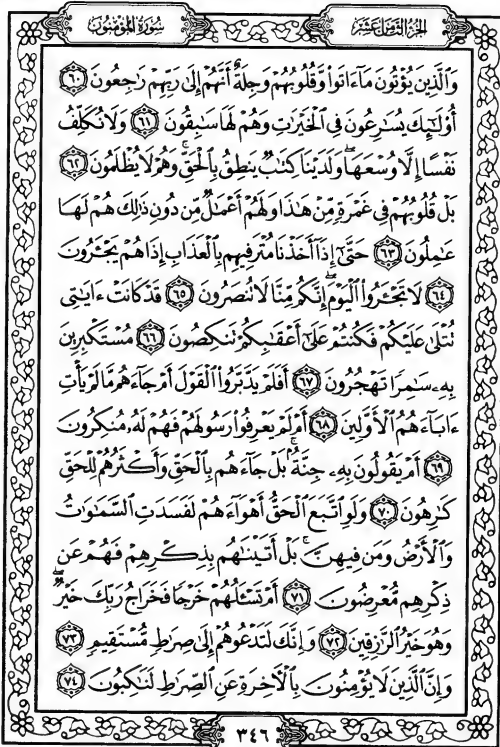 سورة المؤمنون الجزء الثامن عشر
وَٱلَّذِينَ يُؤْتُونَ مَآ ءَاتَوا۟ وَّقُلُوبُهُمْ وَجِلَةٌ أَنَّهُمْ إِلَىٰ رَبِّهِمْ رَٰجِعُونَ ٦٠
أُو۟لَٰٓئِكَ يُسَٰرِعُونَ فِى ٱلْخَيْرَٰتِ وَهُمْ لَهَا سَٰبِقُونَ ٦١ وَلَا نُكَلِّفُ
نَفْسًا إِلَّا وُسْعَهَا ۖ وَلَدَيْنَا كِتَٰبٌ يَنطِقُ بِٱلْحَقِّ ۚ وَهُمْ لَا يُظْلَمُونَ ٦٢
بَلْ قُلُوبُهُمْ فِى غَمْرَةٍ مِّنْ هَٰذَا وَلَهُمْ أَعْمَٰلٌ مِّن دُونِ ذَٰلِكَ هُمْ لَهَا
عَٰمِلُونَ ٦٣ حَتَّىٰٓ إِذَآ أَخَذْنَا مُتْرَفِيهِم بِٱلْعَذَابِ إِذَا هُمْ يَجْـَٔرُونَ
٦٤ لَا تَجْـَٔرُوا۟ ٱلْيَوْمَ ۖ إِنَّكُم مِّنَّا لَا تُنصَرُونَ ٦٥ قَدْ كَانَتْ ءَايَٰتِى
تُتْلَىٰ عَلَيْكُمْ فَكُنتُمْ عَلَىٰٓ أَعْقَٰبِكُمْ تَنكِصُونَ ٦٦ مُسْتَكْبِرِينَ
بِهِۦ سَٰمِرًا تَهْجُرُونَ ٦٧ أَفَلَمْ يَدَّبَّرُوا۟ ٱلْقَوْلَ أَمْ جَآءَهُم مَّا لَمْ يَأْتِ
ءَابَآءَهُمُ ٱلْأَوَّلِينَ ٦٨ أَمْ لَمْ يَعْرِفُوا۟ رَسُولَهُمْ فَهُمْ لَهُۥ مُنكِرُونَ
٦٩ أَمْ يَقُولُونَ بِهِۦ جِنَّةٌۢ ۚ بَلْ جَآءَهُم بِٱلْحَقِّ وَأَكْثَرُهُمْ لِلْحَقِّ
كَٰرِهُونَ ٧٠ وَلَوِ ٱتَّبَعَ ٱلْحَقُّ أَهْوَآءَهُمْ لَفَسَدَتِ ٱلسَّمَٰوَٰتُ
وَٱلْأَرْضُ وَمَن فِيهِنَّ ۚ بَلْ أَتَيْنَٰهُم بِذِكْرِهِمْ فَهُمْ عَن
ذِكْرِهِم مُّعْرِضُونَ ٧١ أَمْ تَسْـَٔلُهُمْ خَرْجًا فَخَرَاجُ رَبِّكَ خَيْرٌ ۖ
وَهُوَ خَيْرُ ٱلرَّٰزِقِينَ ٧٢ وَإِنَّكَ لَتَدْعُوهُمْ إِلَىٰ صِرَٰطٍ مُّسْتَقِيمٍ ٧٣
وَإِنَّ ٱلَّذِينَ لَا يُؤْمِنُونَ بِٱلْءَاخِرَةِ عَنِ ٱلصِّرَٰطِ لَنَٰكِبُونَ ٧٤
٣٤٦